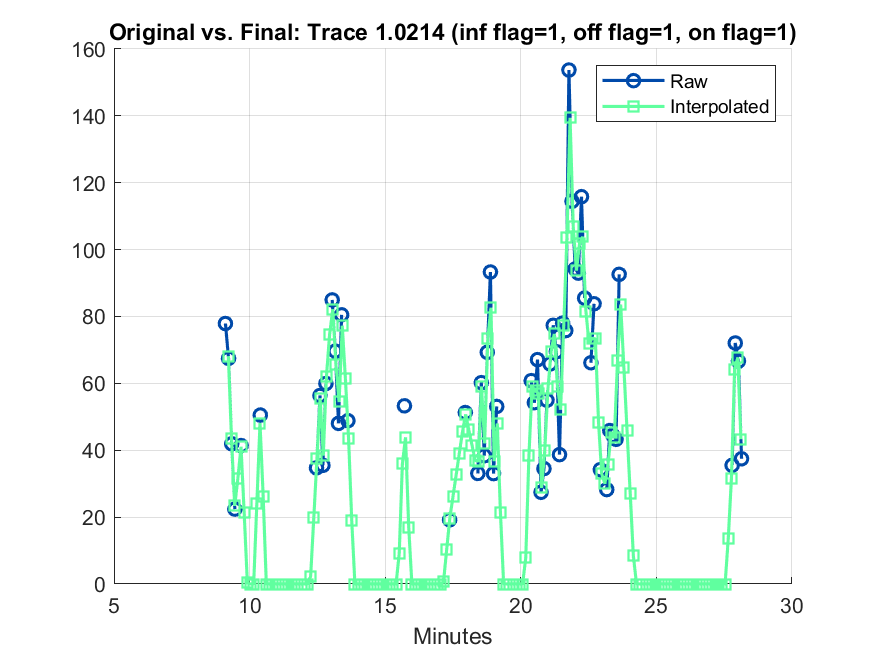 Original vs. Final: Trace 1.0214 (inf flag=1, off flag=1, on flag=1)
160
140
120
100
80
60
40
20
0
Raw
Interpolated
5 10 15 20 25 30
Minutes